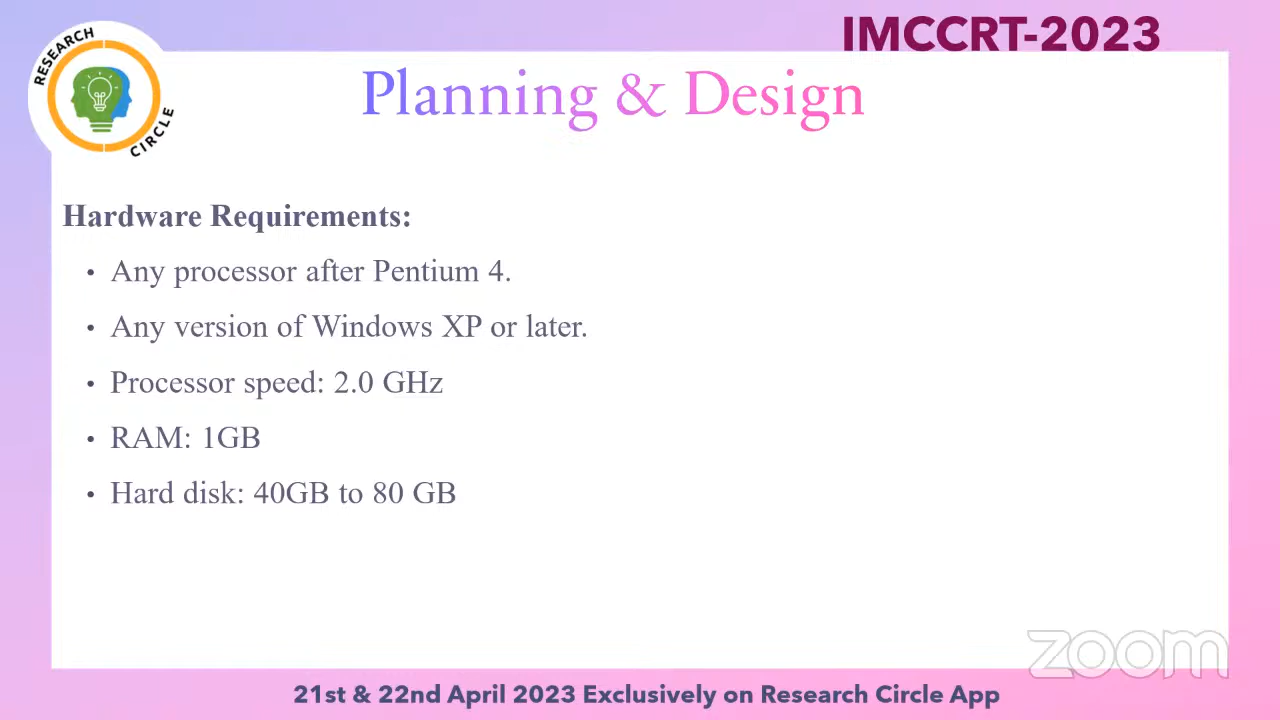 IMCCRT-2023
RESEARCH
CIRCLE
Planning & Design
Hardware Requirements:
• Any processor after Pentium 4.
• Any version of Windows XP or later.
• Processor speed: 2.0 GHz
• RAM: 1GB
• Hard disk: 40GB to 80 GB
zoom
21st & 22nd April 2023 Exclusively on Research Circle App